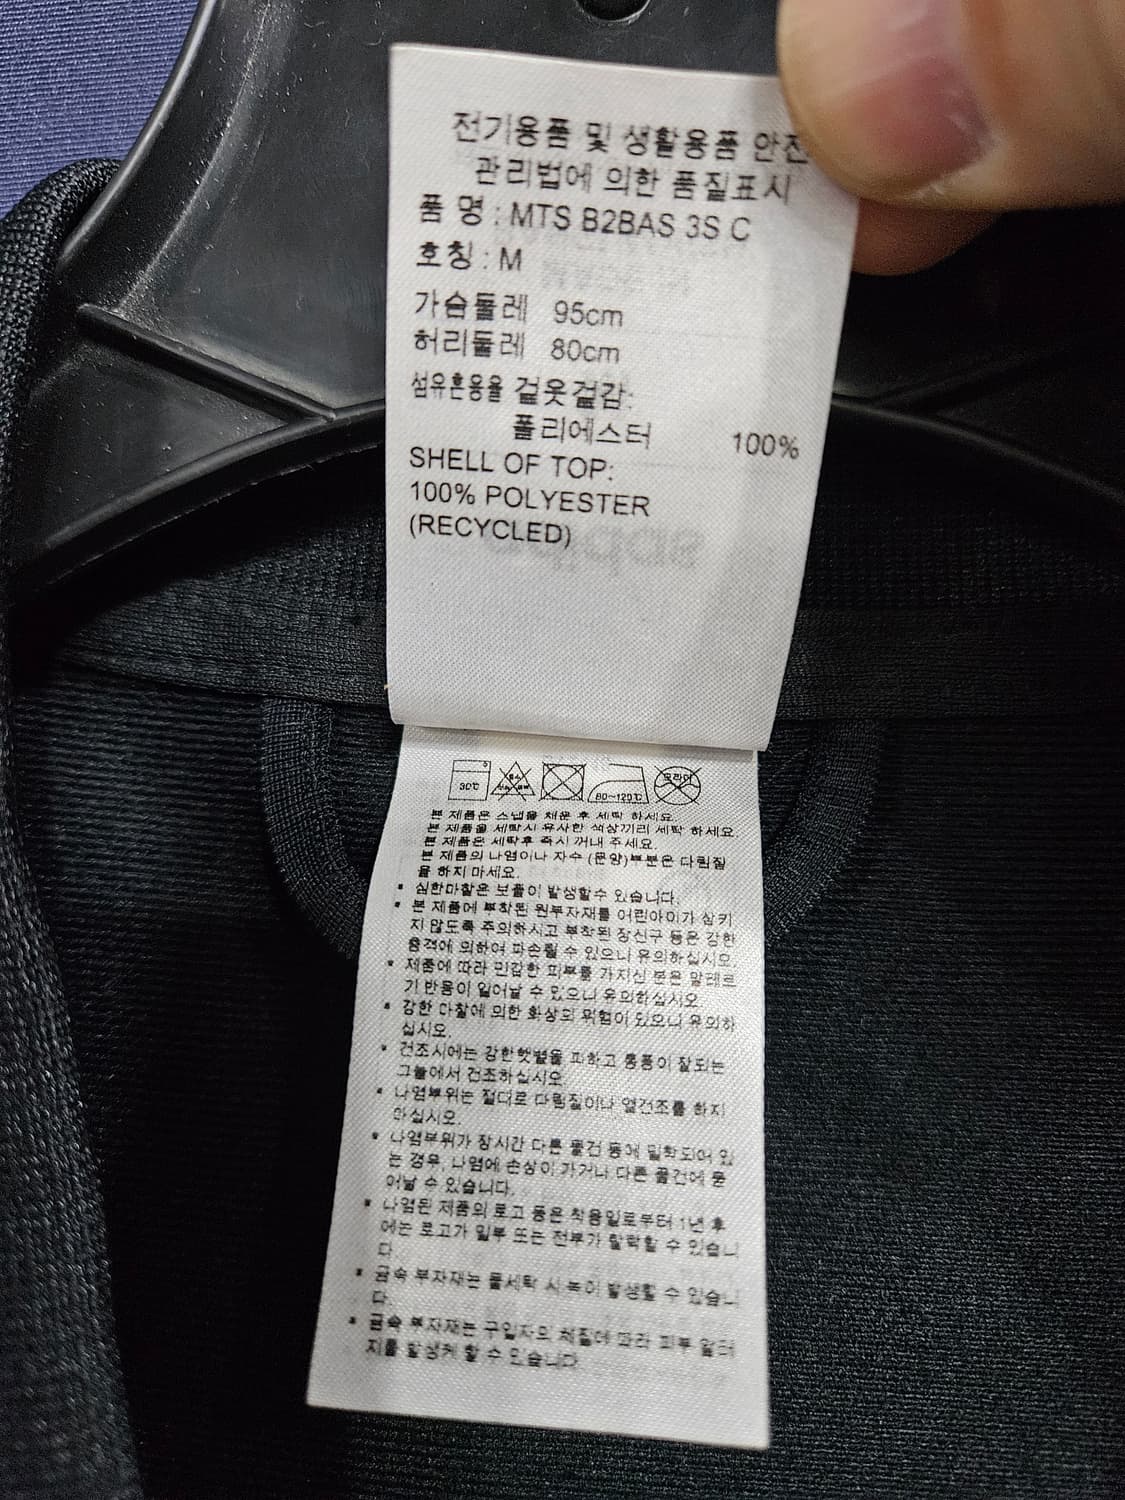 전기용품 및 생활용품 안전
관리법에 의한 품질표시
품 명 : MTS B2BAS 3S C
호칭 : M
가슴둘레 95cm
허리둘레 80cm
섬유혼용율 겉옷겉감:
폴리에스터 100%
SHELL OF TOP:
100% POLYESTER
(RECYCLED)
30℃ 80~120℃ 드라이
본 제품은 스냅을 채운 후 세탁 하세요.
본 제품을 세탁시 유사한 색상끼리 세탁 하세요.
본 제품은 세탁후 즉시 꺼내 주세요.
본 제품의 나염이나 자수 (문양)부분은 다림질
을 하지 마세요.
▪ 심한마찰은 보풀이 발생할수 있습니다.
▪ 본 제품에 부착된 원부자재를 어린아이가 삼키
지 않도록 주의하시고 부착된 장신구 등은 강한
충격에 의하여 파손될 수 있으니 유의하십시오.
▪ 제품에 따라 민감한 피부를 가지신 분은 알레르
기 반응이 일어날 수 있으니 유의하십시오.
▪ 강한 마찰에 의한 화상의 위험이 있으니 유의하
십시오.
▪ 건조시에는 강한햇볕을 피하고 통풍이 잘되는
그늘에서 건조하십시오.
▪ 나염부위는 절대로 다림질이나 열건조를 하지
마십시오.
▪ 나염부위가 장시간 다른 물건 등에 밀착되어 있
는 경우, 나염에 손상이 가거나 다른 물건에 묻
어날 수 있습니다.
▪ 나염된 제품의 로고 등은 착용일로부터 1년 후
에는 로고가 일부 또는 전부가 탈락할 수 있습니
다.
▪ 금속 부자재는 물세탁 시 녹이 발생할 수 있습니
다.
▪ 금속 부자재는 구입자의 체질에 따라 피부 알러
지를 발생케 할 수 있습니다.